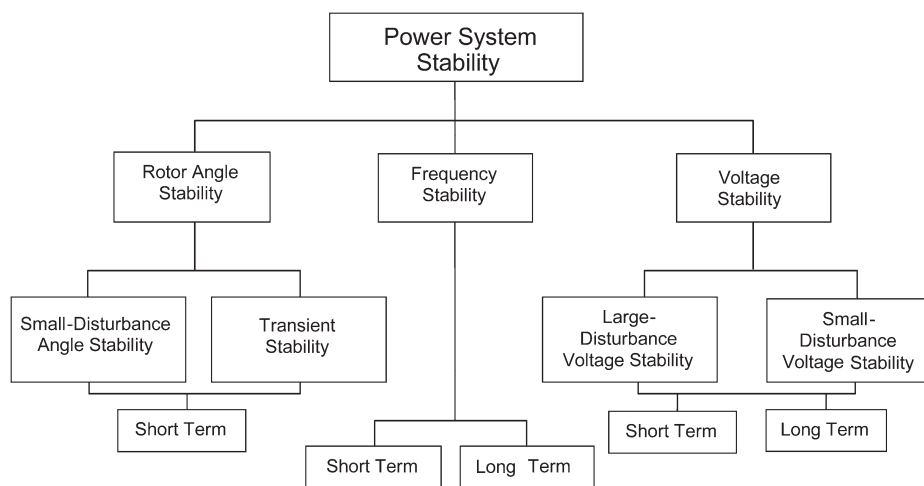 Power System
Stability
Rotor Angle
Stability
Frequency
Stability
Voltage
Stability
Small-Disturbance
Angle Stability
Transient
Stability
Large-
Disturbance
Voltage Stability
Small-
Disturbance
Voltage Stability
Short Term
Short Term
Long Term
Short Term
Long Term